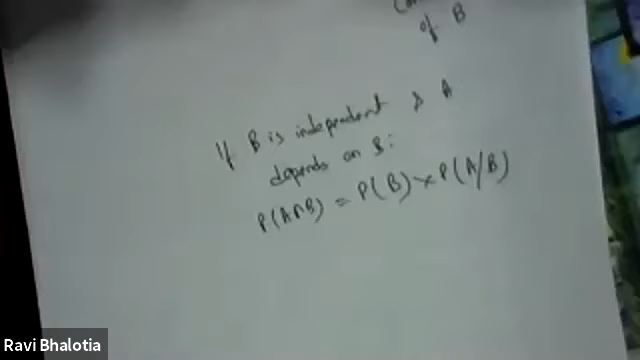 of B
If B is independent & A
depends on B:
P(A∩B) = P(B) × P(A/B)
Ravi Bhalotia